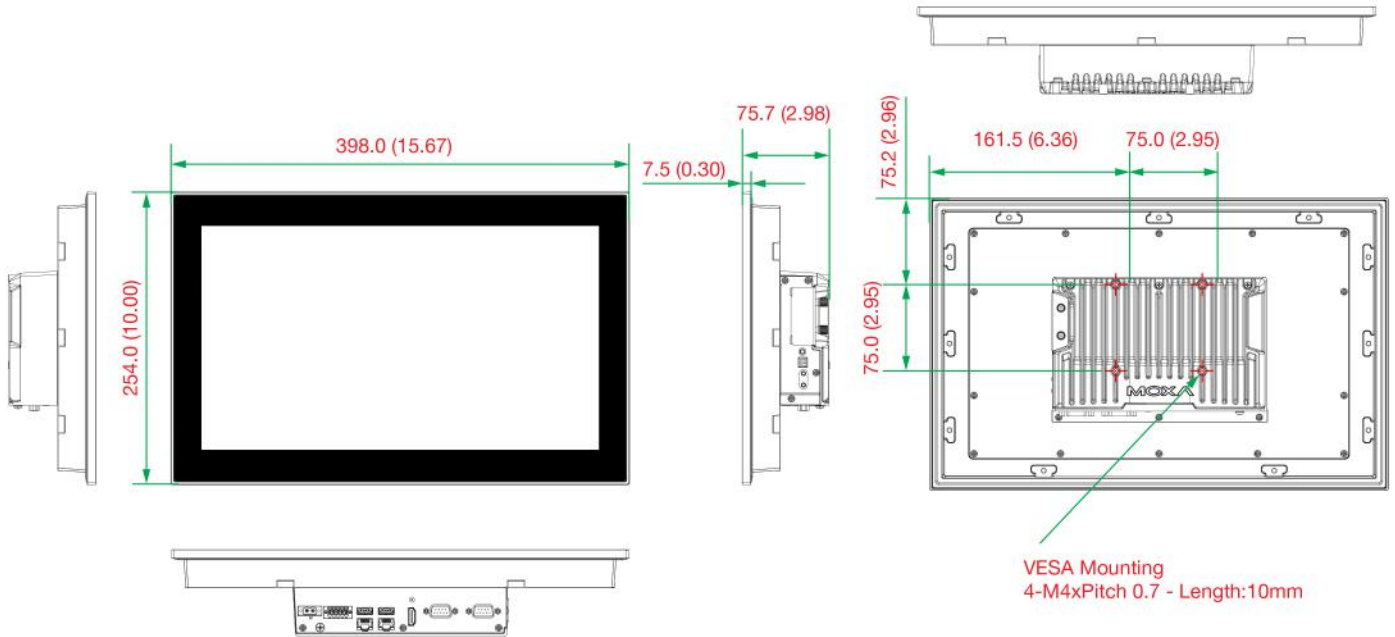 398.0 (15.67)
254.0 (10.00)
75.7 (2.98)
7.5 (0.30)
75.2 (2.96)
161.5 (6.36)
75.0 (2.95)
75.0 (2.95)
MOXA
VESA Mounting
4-M4xPitch 0.7 - Length:10mm